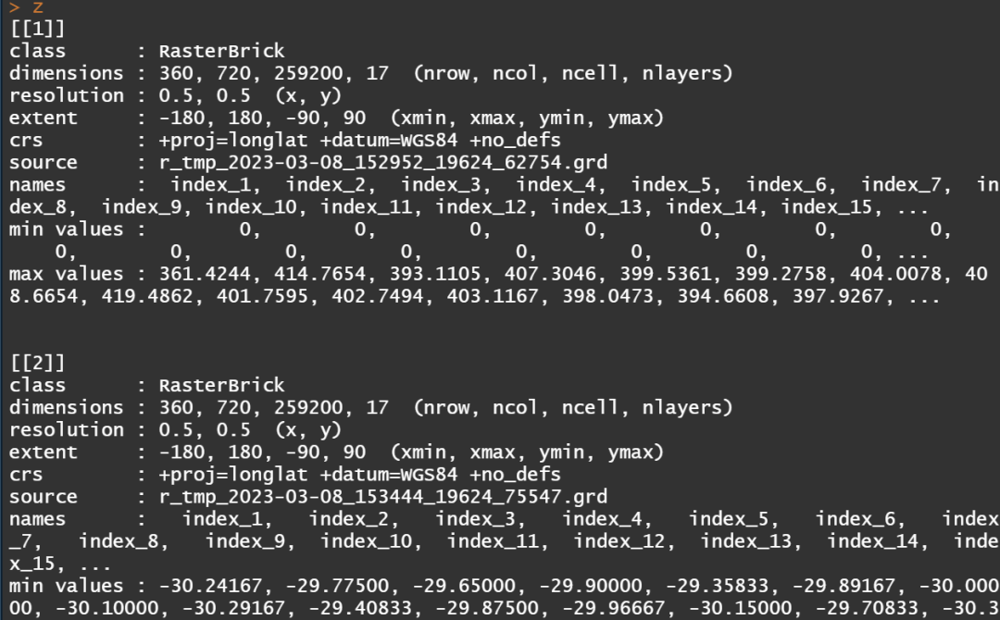 > z
[[1]]
class      : RasterBrick
dimensions : 360, 720, 259200, 17  (nrow, ncol, ncell, nlayers)
resolution : 0.5, 0.5  (x, y)
extent     : -180, 180, -90, 90  (xmin, xmax, ymin, ymax)
crs        : +proj=longlat +datum=WGS84 +no_defs
source     : r_tmp_2023-03-08_152952_19624_62754.grd
names      :  index_1,  index_2,  index_3,  index_4,  index_5,  index_6,  index_7,  in
dex_8,  index_9, index_10, index_11, index_12, index_13, index_14, index_15, ...
min values :        0,        0,        0,        0,        0,        0,        0,
    0,        0,        0,        0,        0,        0,        0,        0, ...
max values : 361.4244, 414.7654, 393.1105, 407.3046, 399.5361, 399.2758, 404.0078, 40
8.6654, 419.4862, 401.7595, 402.7494, 403.1167, 398.0473, 394.6608, 397.9267, ...
[[2]]
class      : RasterBrick
dimensions : 360, 720, 259200, 17  (nrow, ncol, ncell, nlayers)
resolution : 0.5, 0.5  (x, y)
extent     : -180, 180, -90, 90  (xmin, xmax, ymin, ymax)
crs        : +proj=longlat +datum=WGS84 +no_defs
source     : r_tmp_2023-03-08_153444_19624_75547.grd
names      :   index_1,   index_2,   index_3,   index_4,   index_5,   index_6,   index
_7,   index_8,   index_9,  index_10,  index_11,  index_12,  index_13,  index_14,  inde
x_15, ...
min values : -30.24167, -29.77500, -29.65000, -29.90000, -29.35833, -29.89167, -30.000
00, -30.10000, -30.29167, -29.40833, -29.87500, -29.96667, -30.15000, -29.70833, -30.3